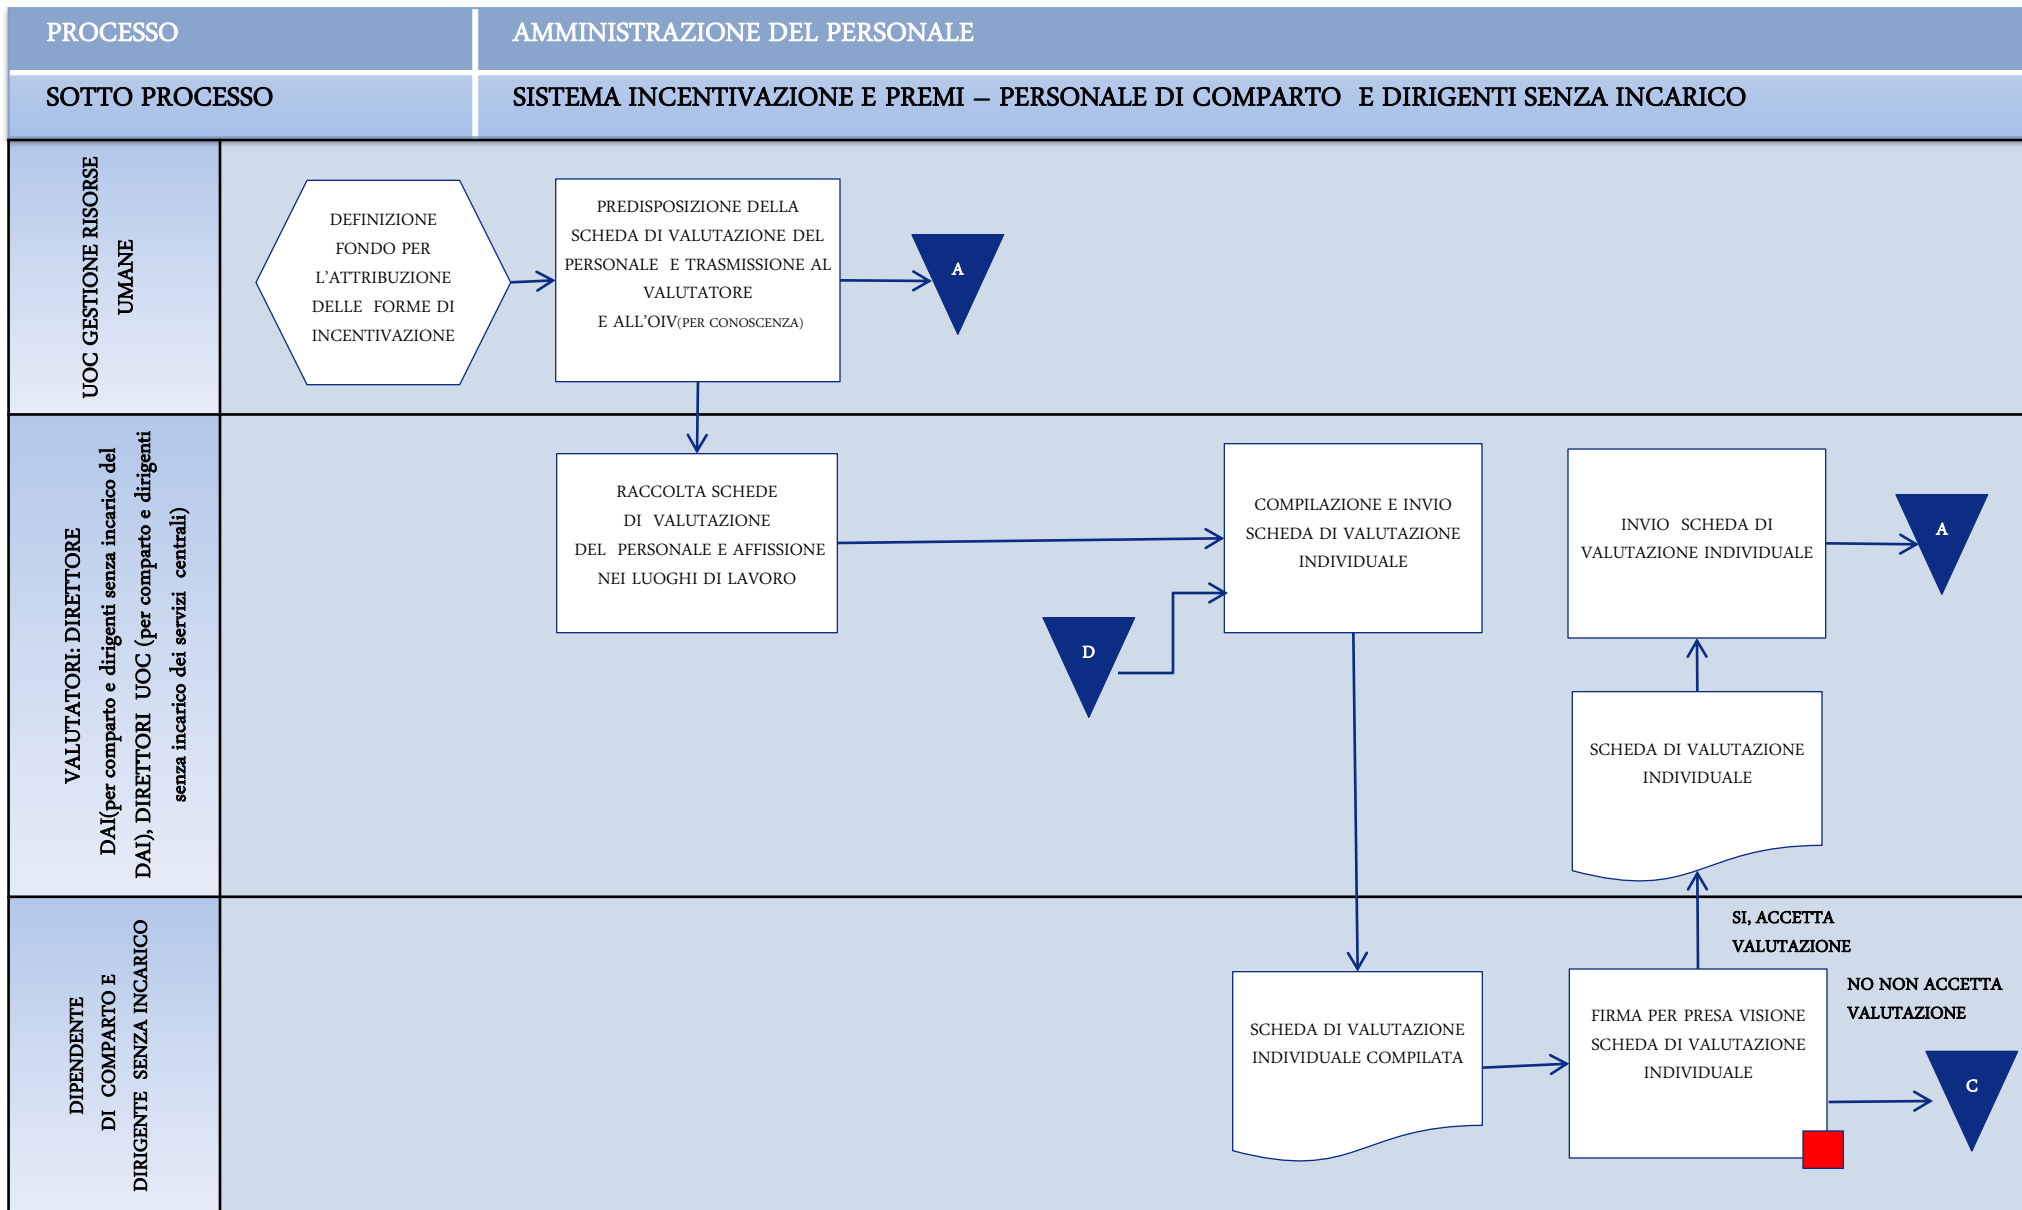 PROCESSO
AMMINISTRAZIONE DEL PERSONALE
SOTTO PROCESSO
SISTEMA INCENTIVAZIONE E PREMI – PERSONALE DI COMPARTO  E DIRIGENTI SENZA INCARICO
UOC GESTIONE RISORSE
UMANE
DEFINIZIONE
FONDO PER
L'ATTRIBUZIONE
DELLE  FORME DI
INCENTIVAZIONE
PREDISPOSIZIONE DELLA
SCHEDA DI VALUTAZIONE DEL
PERSONALE  E TRASMISSIONE AL
VALUTATORE
E ALL'OIV(PER CONOSCENZA)
A
VALUTATORI: DIRETTORE
DAI(per comparto e dirigenti senza incarico del
DAI), DIRETTORI  UOC (per comparto e dirigenti
senza incarico dei servizi  centrali)
RACCOLTA SCHEDE
DI  VALUTAZIONE
DEL  PERSONALE E AFFISSIONE
NEI LUOGHI DI LAVORO
D
COMPILAZIONE E INVIO
SCHEDA DI VALUTAZIONE
INDIVIDUALE
INVIO  SCHEDA DI
VALUTAZIONE INDIVIDUALE
A
SCHEDA DI VALUTAZIONE
INDIVIDUALE
DIPENDENTE
DI  COMPARTO E
DIRIGENTE  SENZA INCARICO
SCHEDA DI VALUTAZIONE
INDIVIDUALE COMPILATA
SI, ACCETTA
VALUTAZIONE
FIRMA PER PRESA VISIONE
SCHEDA DI VALUTAZIONE
INDIVIDUALE
NO NON ACCETTA
VALUTAZIONE
C